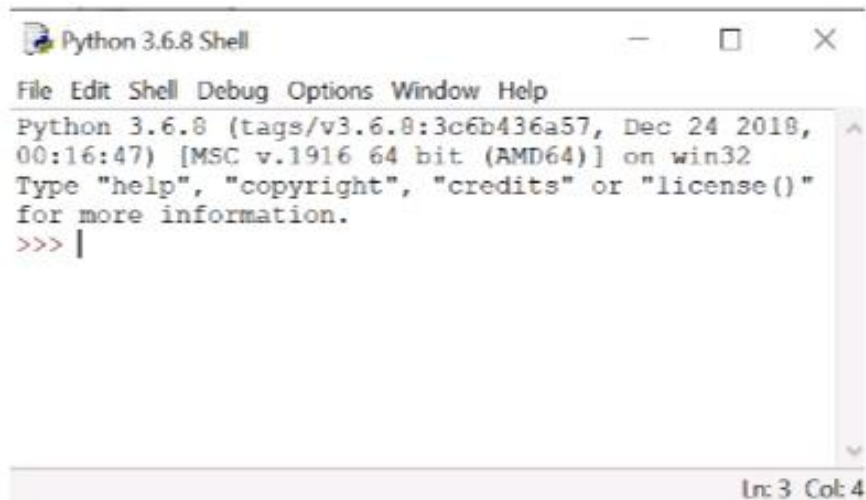 Python 3.6.8 Shell
File Edit Shell Debug Options Window Help
Python 3.6.8 (tags/v3.6.8:3c6b436a57, Dec 24 2018,
00:16:47) [MSC v.1916 64 bit (AMD64)] on win32
Type "help", "copyright", "credits" or "license()"
for more information.
>>>
Ln: 3 Col: 4